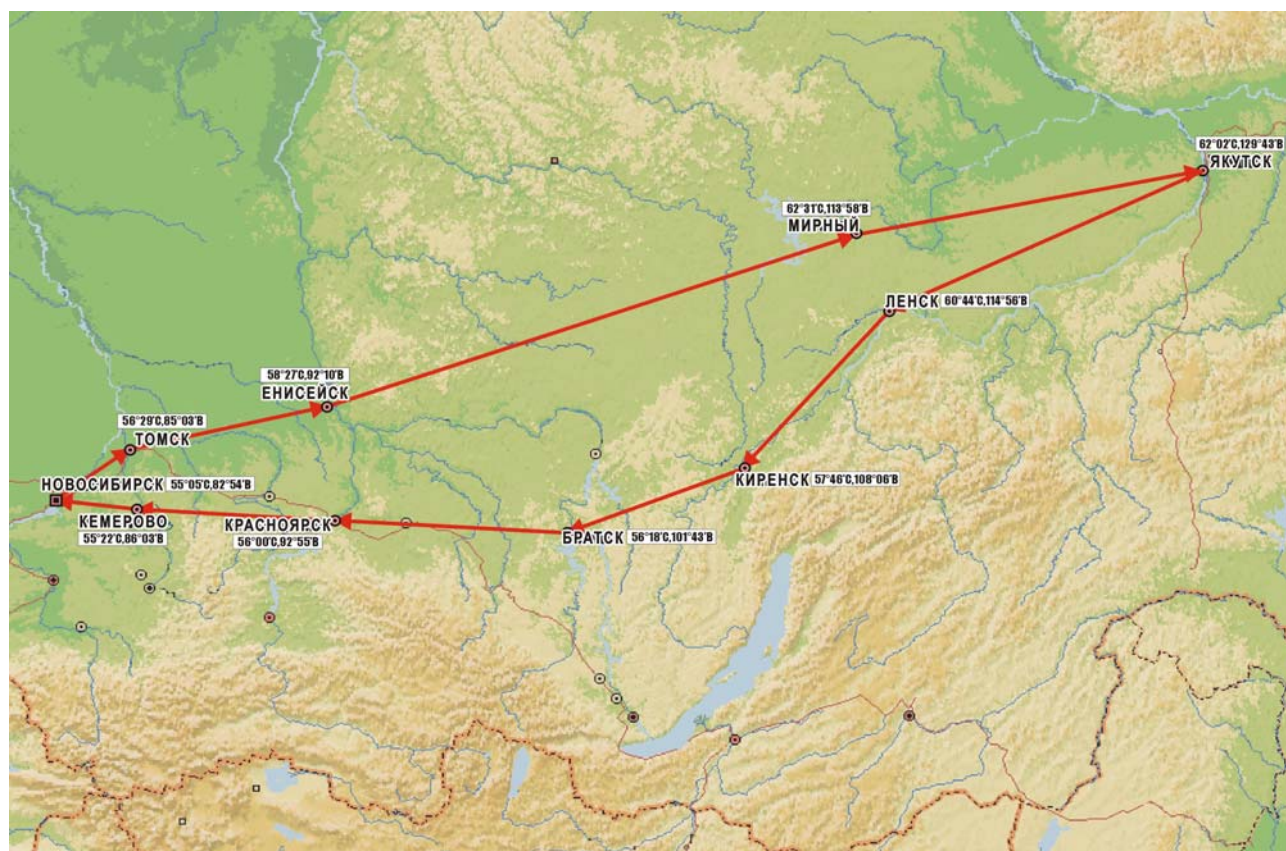 62°02'С,129°43'В
ЯКУТСК
62°31'С,113°58'В
МИРНЫЙ
ЛЕНСК 60°44'С,114°56'В
58°27'С,92°10'В
ЕНИСЕЙСК
56°29'С,85°03'В
ТОМСК
КИРЕНСК 57°46'С,108°06'В
НОВОСИБИРСК 55°05'С,82°54'В
КЕМЕРОВО
55°22'С,86°03'В
КРАСНОЯРСК
56°00'С,92°55'В
БРАТСК 56°18'С,101°43'В